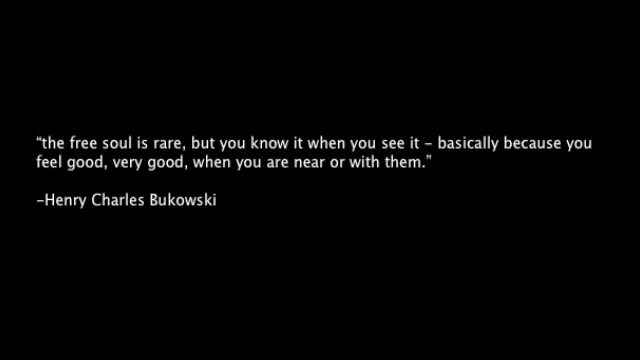 “the free soul is rare, but you know it when you see it – basically because you
feel good, very good, when you are near or with them.”
–Henry Charles Bukowski